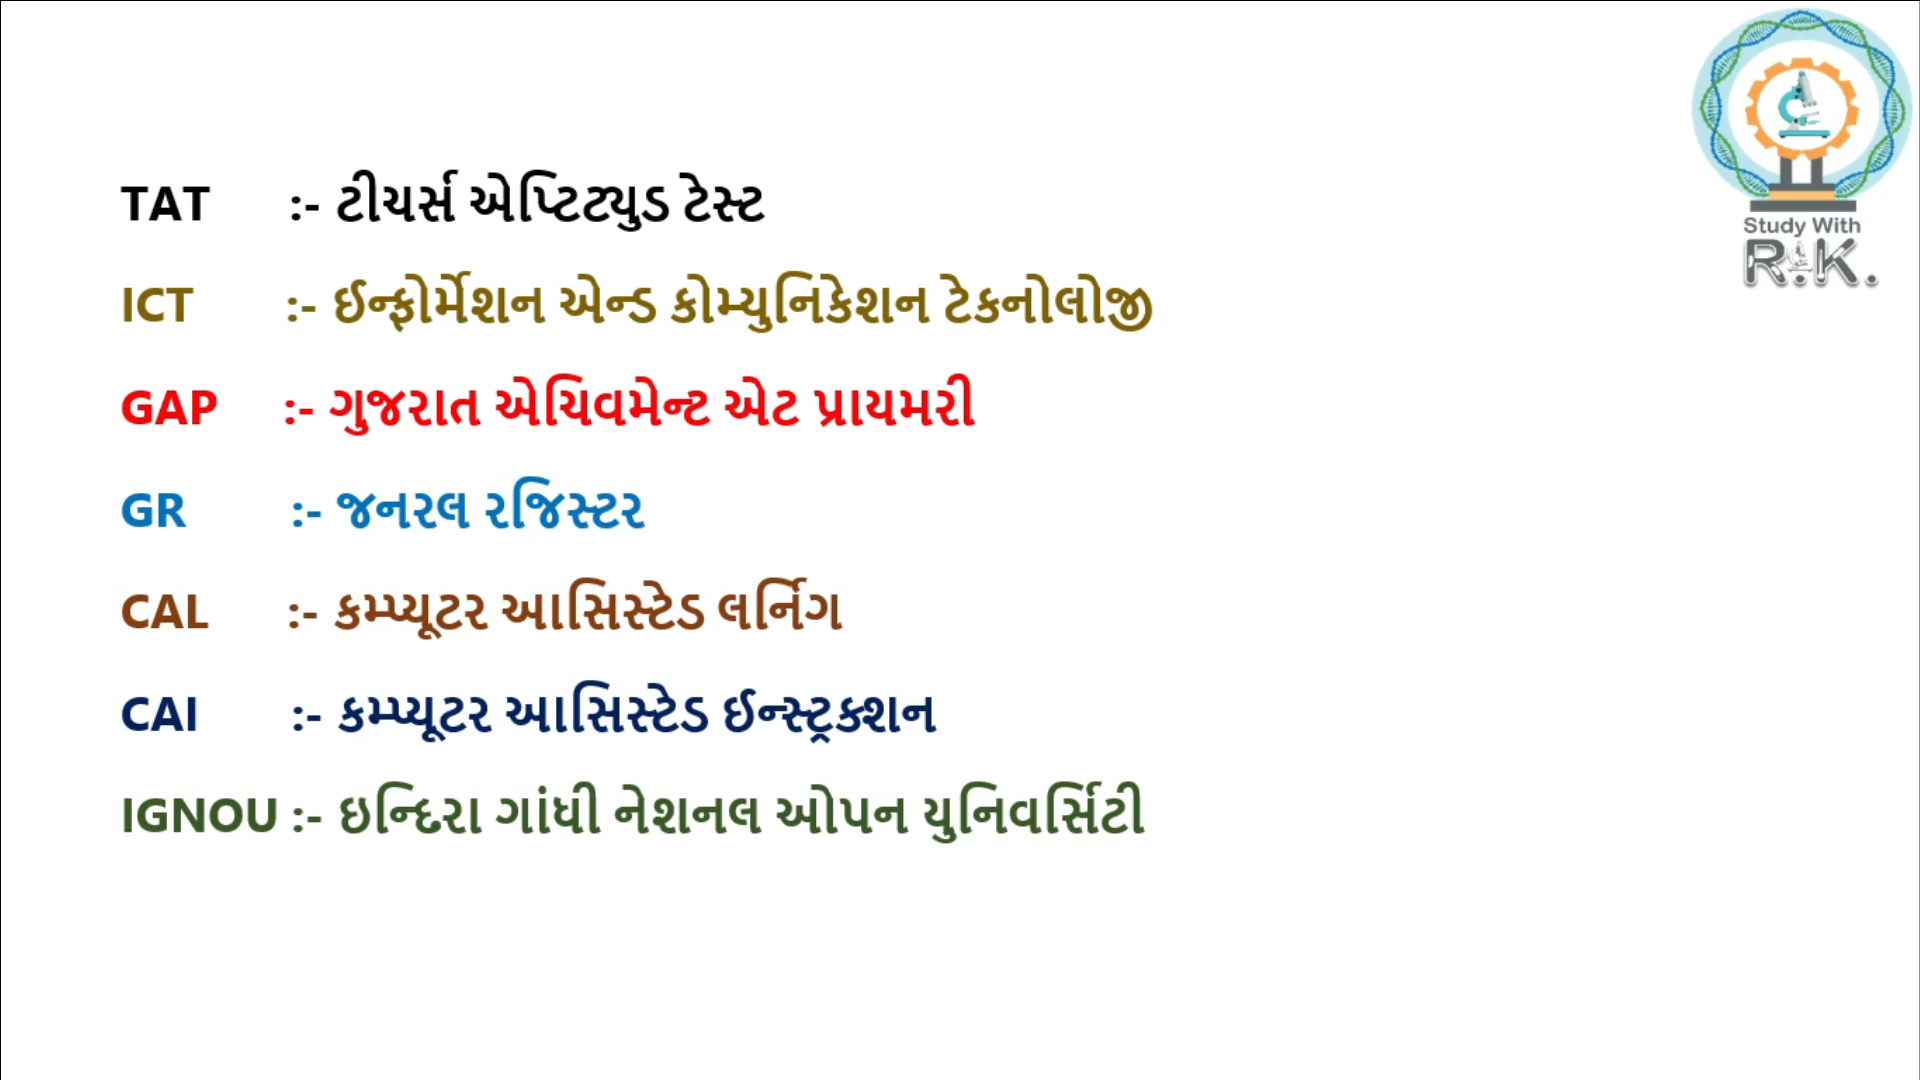 Study With
R.K.
TAT :- ટીચર્સ એપ્ટિટ્યુડ ટેસ્ટ
ICT :- ઈન્ફોર્મેશન એન્ડ કોમ્યુનિકેશન ટેકનોલોજી
GAP :- ગુજરાત એચિવમેન્ટ એટ પ્રાયમરી
GR :- જનરલ રજિસ્ટર
CAL :- કમ્પ્યૂટર આસિસ્ટેડ લર્નિગ
CAI :- કમ્પ્યૂટર આસિસ્ટેડ ઈન્સ્ટ્રક્શન
IGNOU :- ઇન્દિરા ગાંધી નેશનલ ઓપન યુનિવર્સિટી